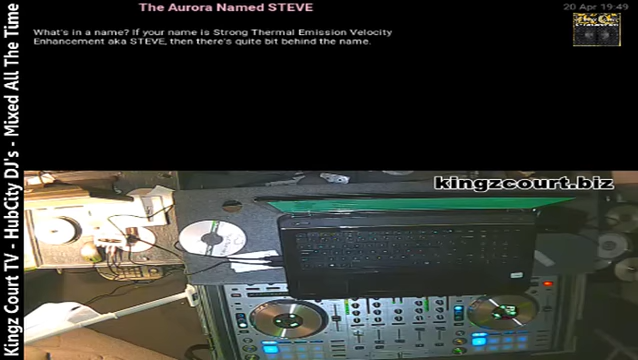 The Aurora Named STEVE
20 Apr 19:49
What's in a name? If your name is Strong Thermal Emission Velocity
Enhancement aka STEVE, then there's quite bit behind the name.
kingzcourt.biz
Kingz Court TV - HubCity DJ's - Mixed All The Time